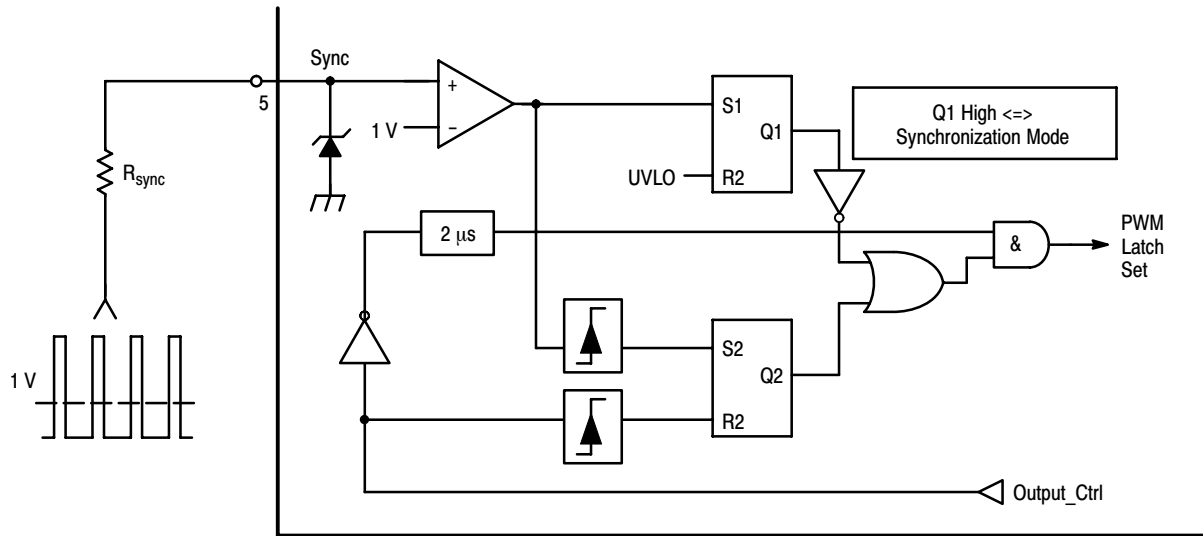 Sync
5
1 V
+
−
R_sync
S1
Q1
R2
UVLO
Q1 High <=>
Synchronization Mode
2 μs
&
PWM
Latch
Set
S2
Q2
R2
1 V
Output_Ctrl